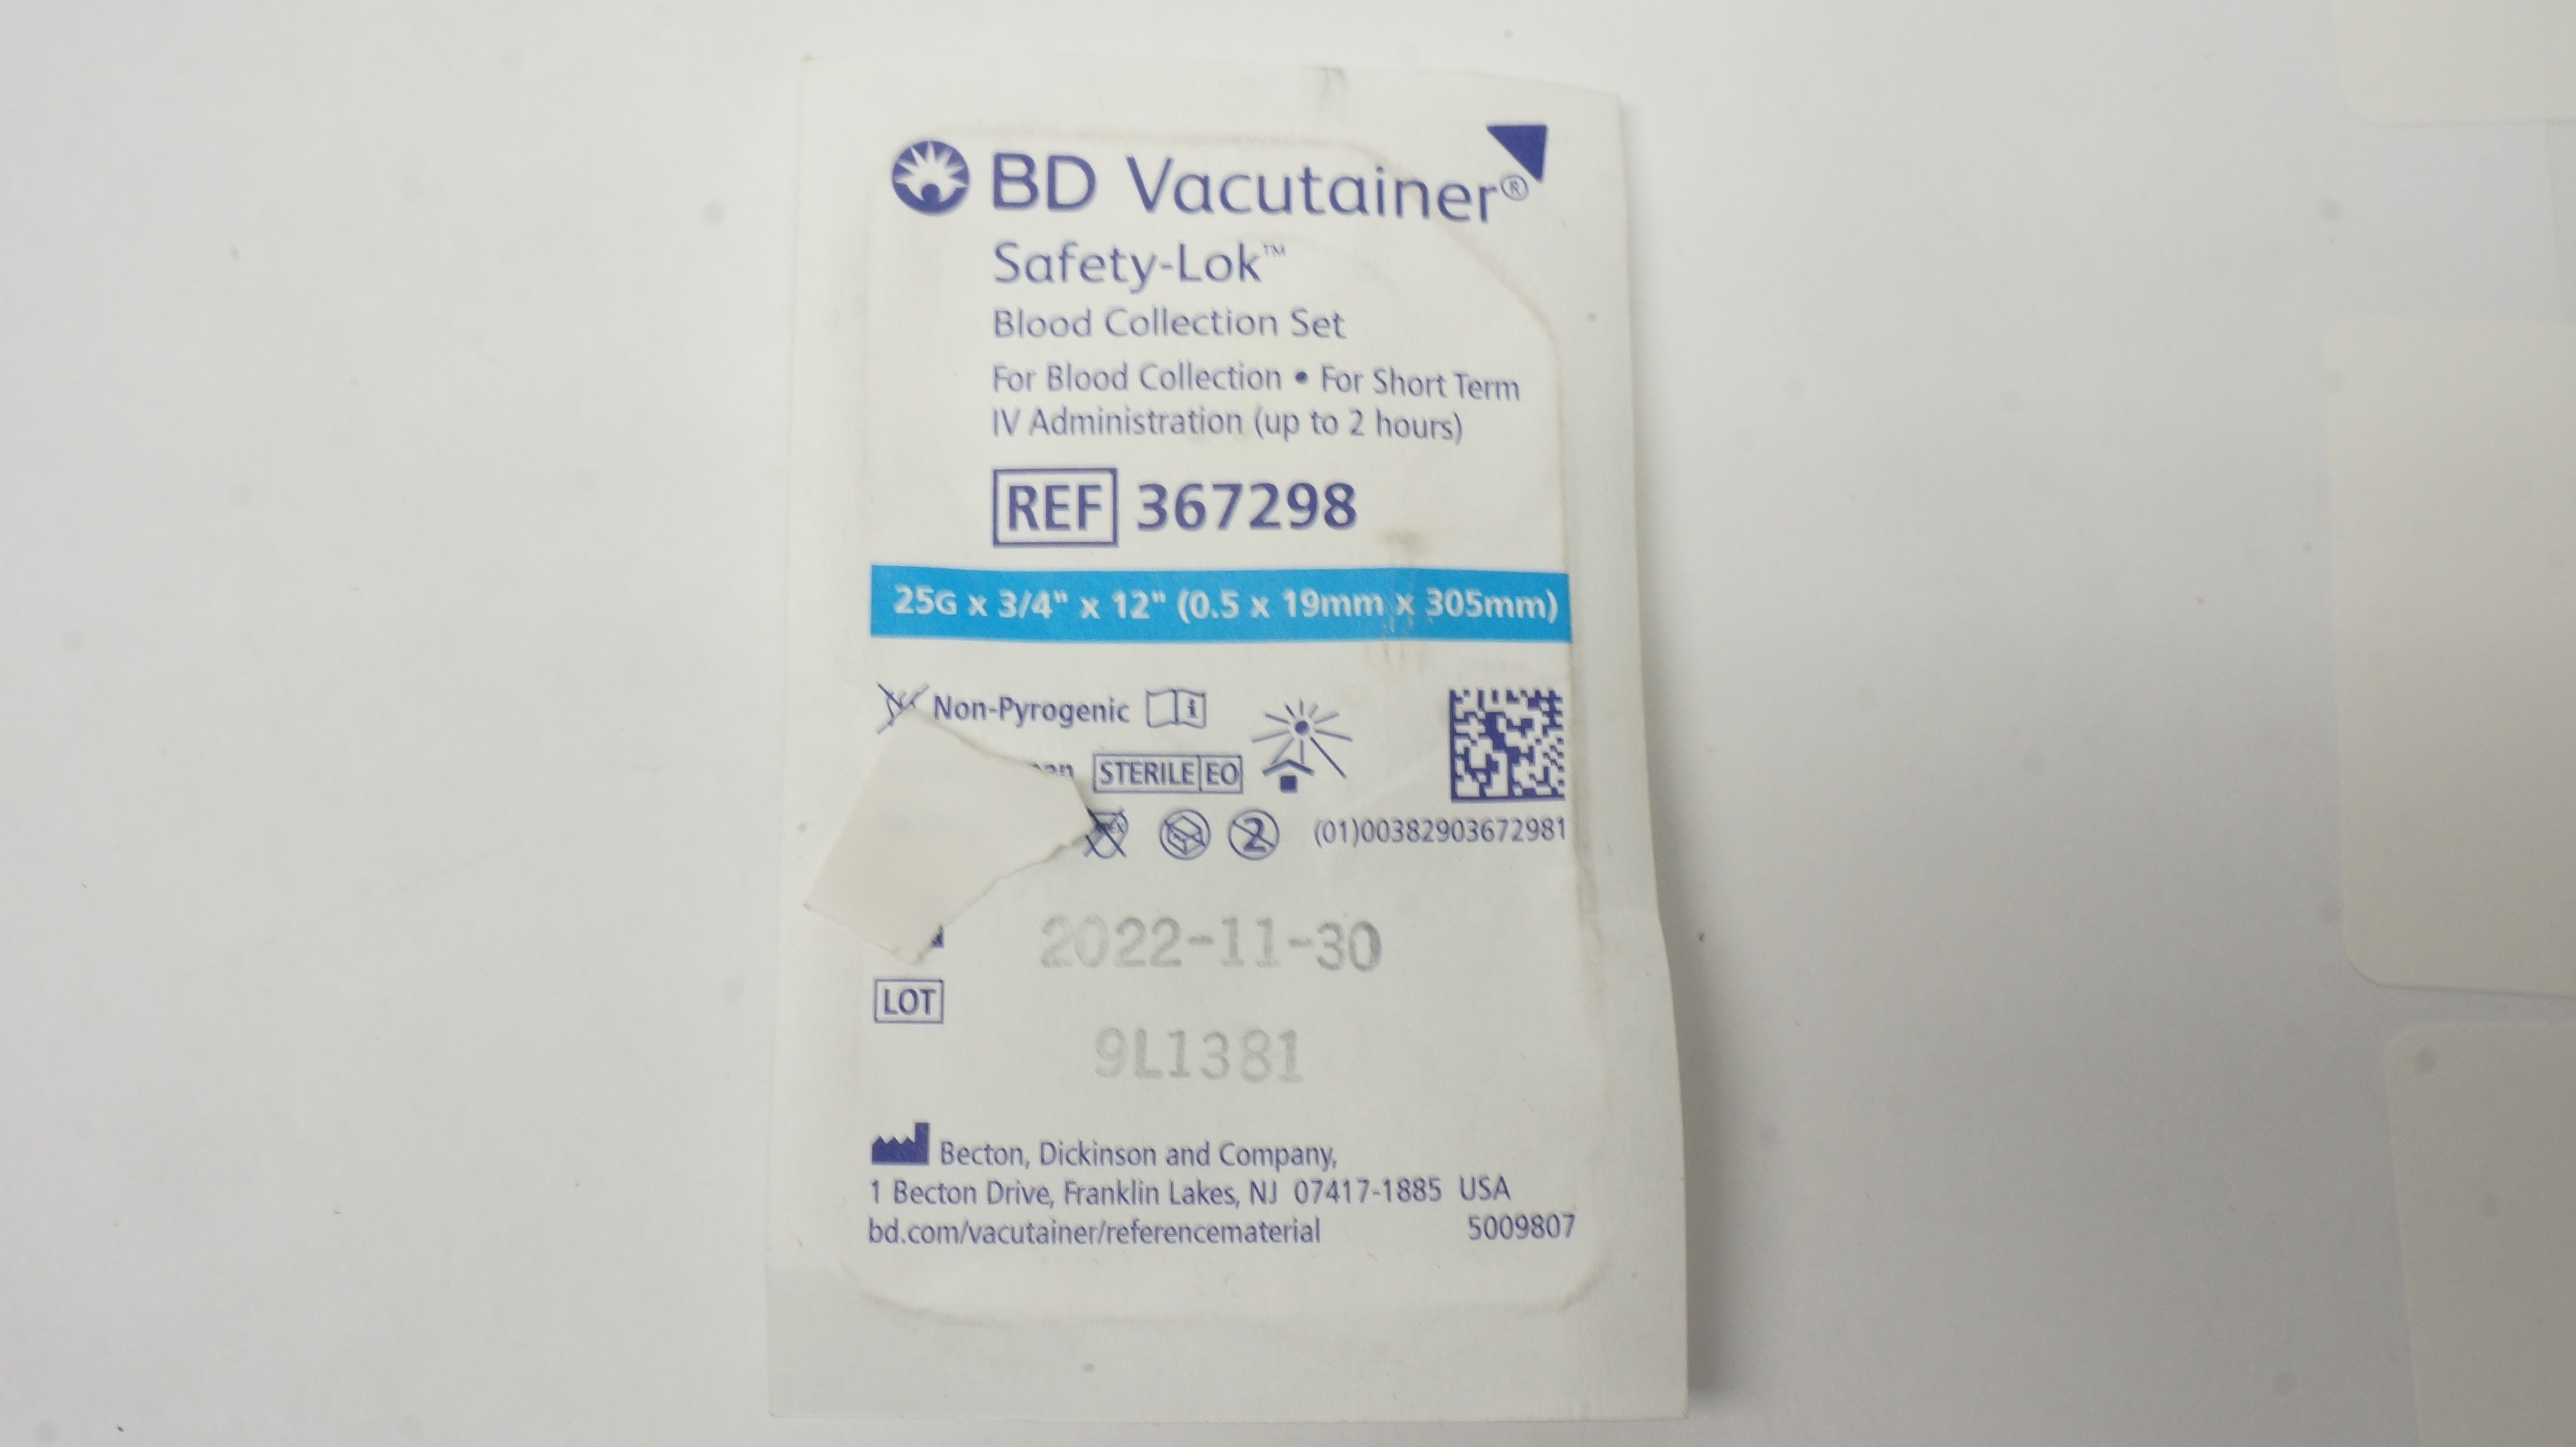 BD Vacutainer®
Safety-Lok™
Blood Collection Set
For Blood Collection • For Short Term
IV Administration (up to 2 hours)
REF 367298
25G x 3/4" x 12" (0.5 x 19mm x 305mm)
Non-Pyrogenic
STERILE EO
2 (01)00382903672981
2022-11-30
LOT
9L1381
Becton, Dickinson and Company,
1 Becton Drive, Franklin Lakes, NJ 07417-1885 USA
bd.com/vacutainer/referencematerial 5009807